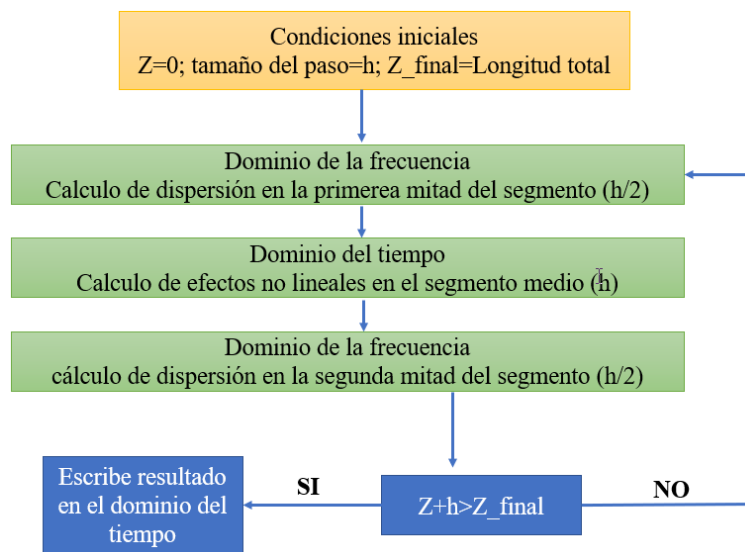 Condiciones iniciales
Z=0; tamaño del paso=h; Z_final=Longitud total
Dominio de la frecuencia
Calculo de dispersión en la primerea mitad del segmento (h/2)
Dominio del tiempo
Calculo de efectos no lineales en el segmento medio (h)
Dominio de la frecuencia
cálculo de dispersión en la segunda mitad del segmento (h/2)
Escribe resultado
en el dominio del
tiempo
SI
Z+h>Z_final
NO